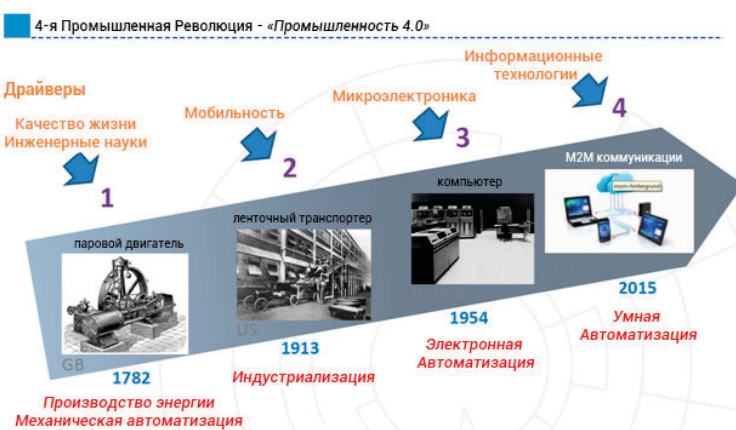 4-я Промышленная Революция - «Промышленность 4.0»
Информационные
технологии
Драйверы
Микроэлектроника
Мобильность
Качество жизни
Инженерные науки
4
3
2
1
M2M коммуникации
компьютер
ленточный транспортер
паровой двигатель
US
GB
2015
1954
1913
1782
Умная
Автоматизация
Электронная
Автоматизация
Индустриализация
Производство энергии
Механическая автоматизация